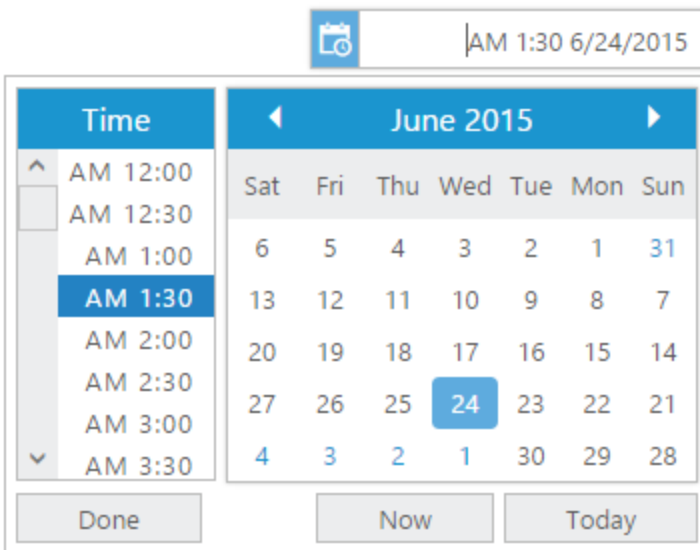 AM 1:30 6/24/2015
Time
AM 12:00
AM 12:30
AM 1:00
AM 1:30
AM 2:00
AM 2:30
AM 3:00
AM 3:30
June 2015
Sat Fri Thu Wed Tue Mon Sun
6 5 4 3 2 1 31
13 12 11 10 9 8 7
20 19 18 17 16 15 14
27 26 25 24 23 22 21
4 3 2 1 30 29 28
Done Now Today